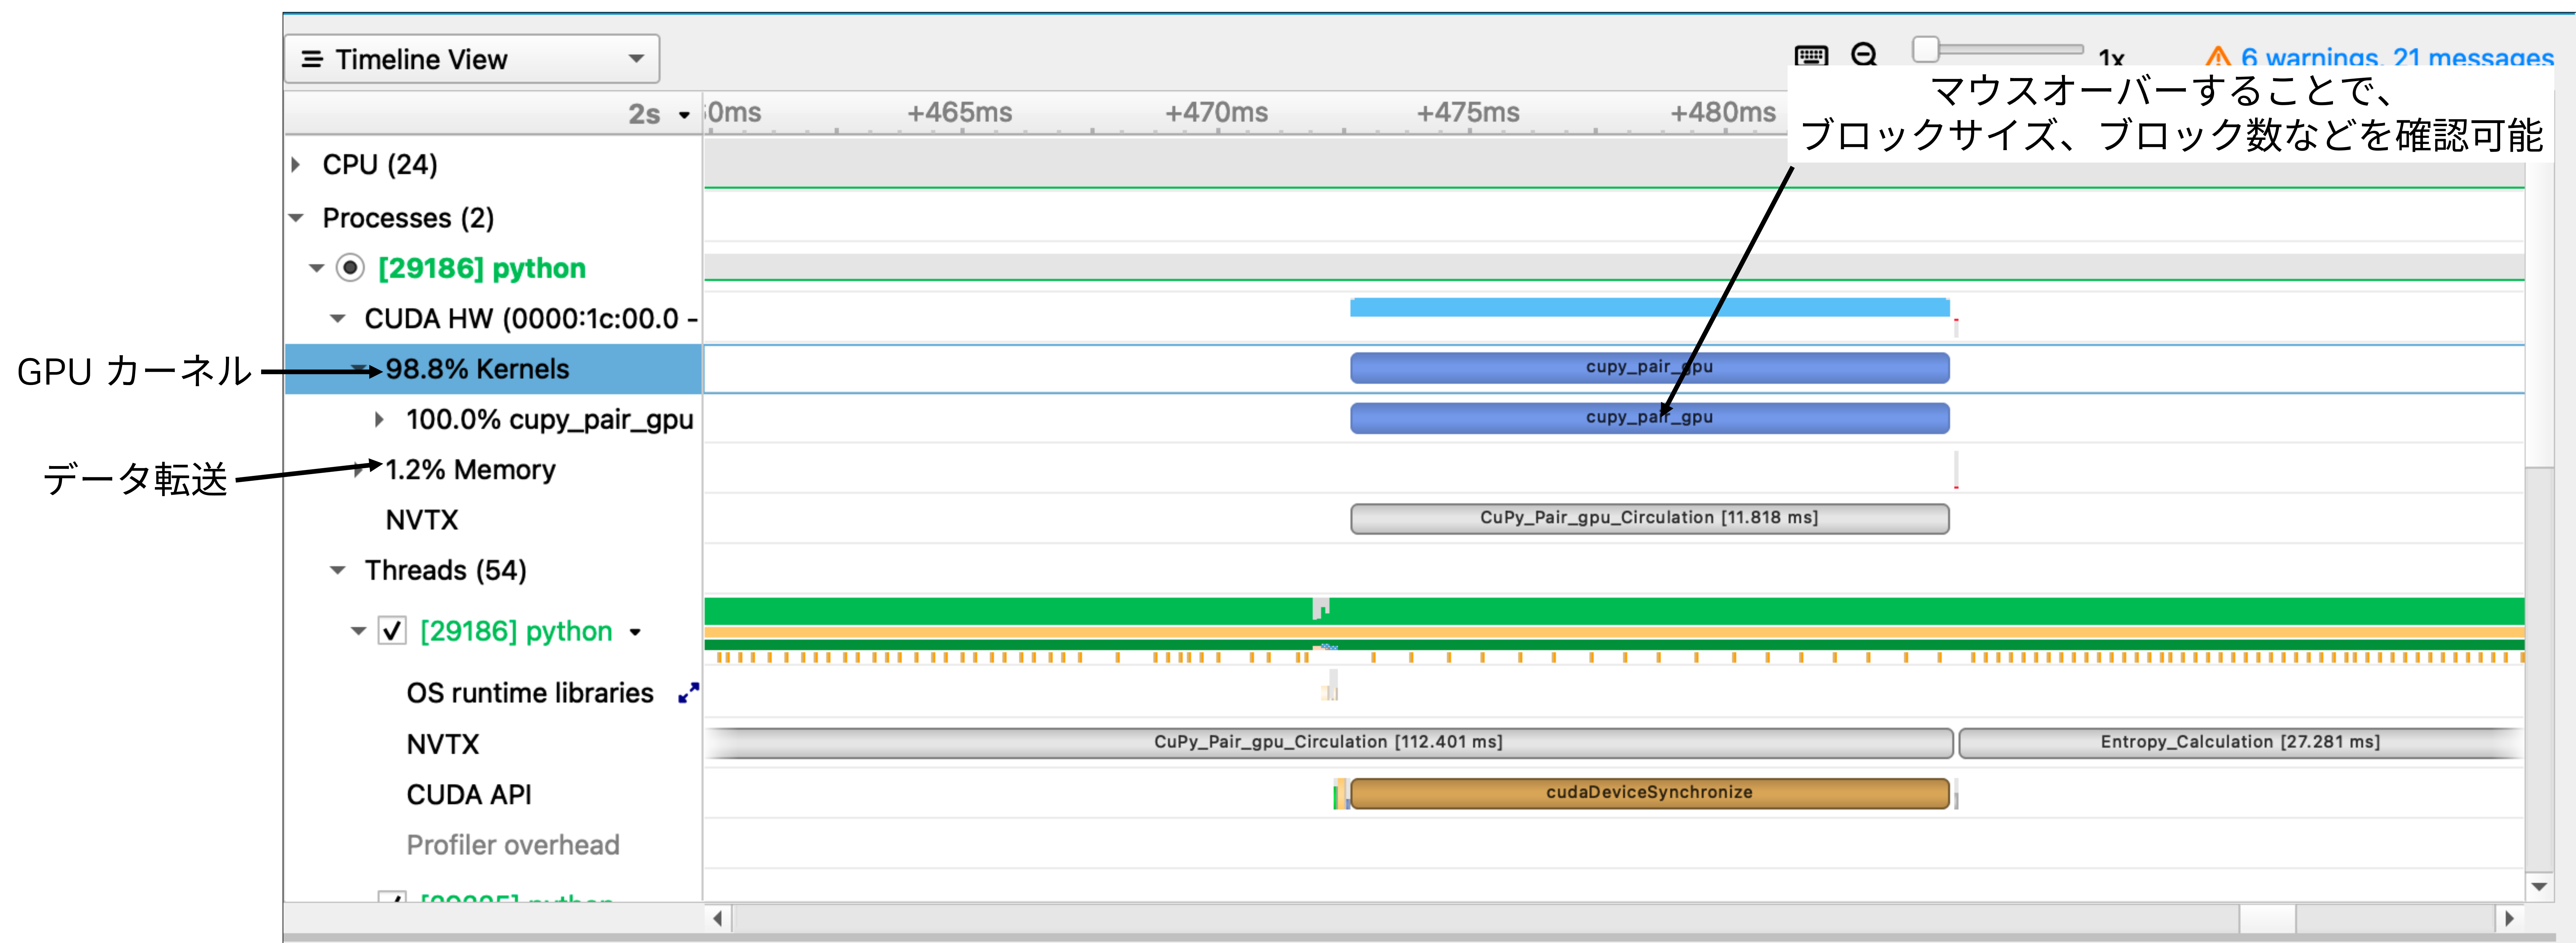 Timeline View
1x
6 warnings, 21 messages
マウスオーバーすることで、
ブロックサイズ、ブロック数などを確認可能
2s
0ms
+465ms
+470ms
+475ms
+480ms
CPU (24)
Processes (2)
[29186] python
CUDA HW (0000:1c:00.0 -
GPU カーネル
98.8% Kernels
cupy_pair_gpu
100.0% cupy_pair_gpu
cupy_pair_gpu
データ転送
1.2% Memory
NVTX
CuPy_Pair_gpu_Circulation [11.818 ms]
Threads (54)
[29186] python
OS runtime libraries
NVTX
CuPy_Pair_gpu_Circulation [112.401 ms]
Entropy_Calculation [27.281 ms]
CUDA API
cudaDeviceSynchronize
Profiler overhead